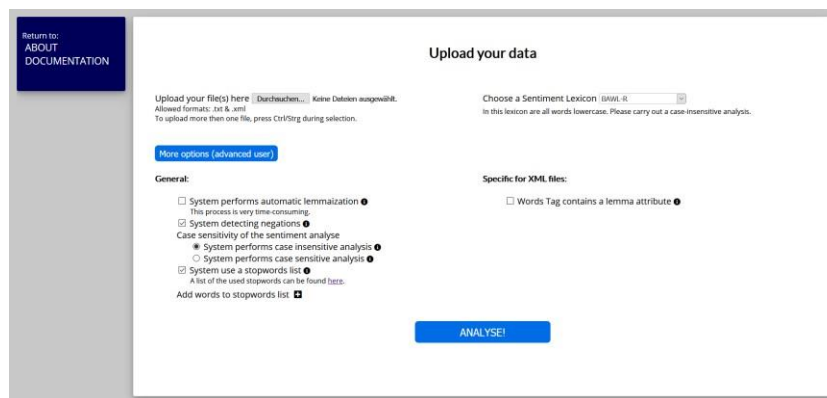 Return to:
ABOUT
DOCUMENTATION
Upload your data
Upload your file(s) here Durchsuchen... Keine Dateien ausgewählt.
Allowed formats: .txt & .xml
To upload more then one file, press Ctrl/Strg during selection.
Choose a Sentiment Lexicon BAWL-R
In this lexicon are all words lowercase. Please carry out a case-insensitive analysis.
More options (advanced user)
General:
System performs automatic lemmaization
This process is very time-consuming.
System detecting negations
Case sensitivity of the sentiment analyse
System performs case insensitive analysis
System performs case sensitive analysis
System use a stopwords list
A list of the used stopwords can be found here.
Add words to stopwords list
Specific for XML files:
Words Tag contains a lemma attribute
ANALYSE!